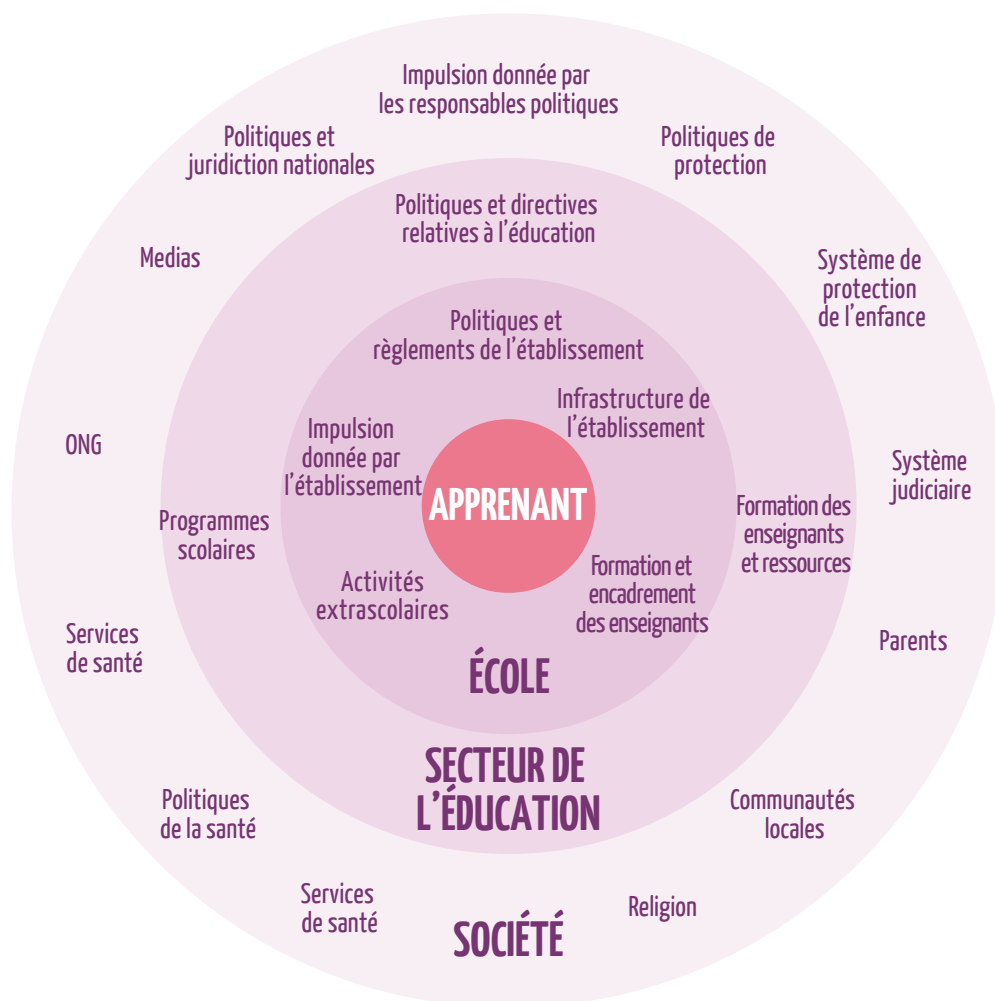 Impulsion donnée par
les responsables politiques
Politiques et
juridiction nationales
Politiques de
protection
Politiques et directives
relatives à l'éducation
Medias
Système de
protection
de l'enfance
Politiques et
règlements de l'établissement
Infrastructure de
l'établissement
Impulsion
donnée par
l'établissement
ONG
Système
judiciaire
APPRENANT
Programmes
scolaires
Formation des
enseignants
et ressources
Activités
extrascolaires
Formation et
encadrement
des enseignants
Services
de santé
Parents
ÉCOLE
SECTEUR DE
L'ÉDUCATION
Politiques
de la santé
Communautés
locales
Services
de santé
Religion
SOCIÉTÉ